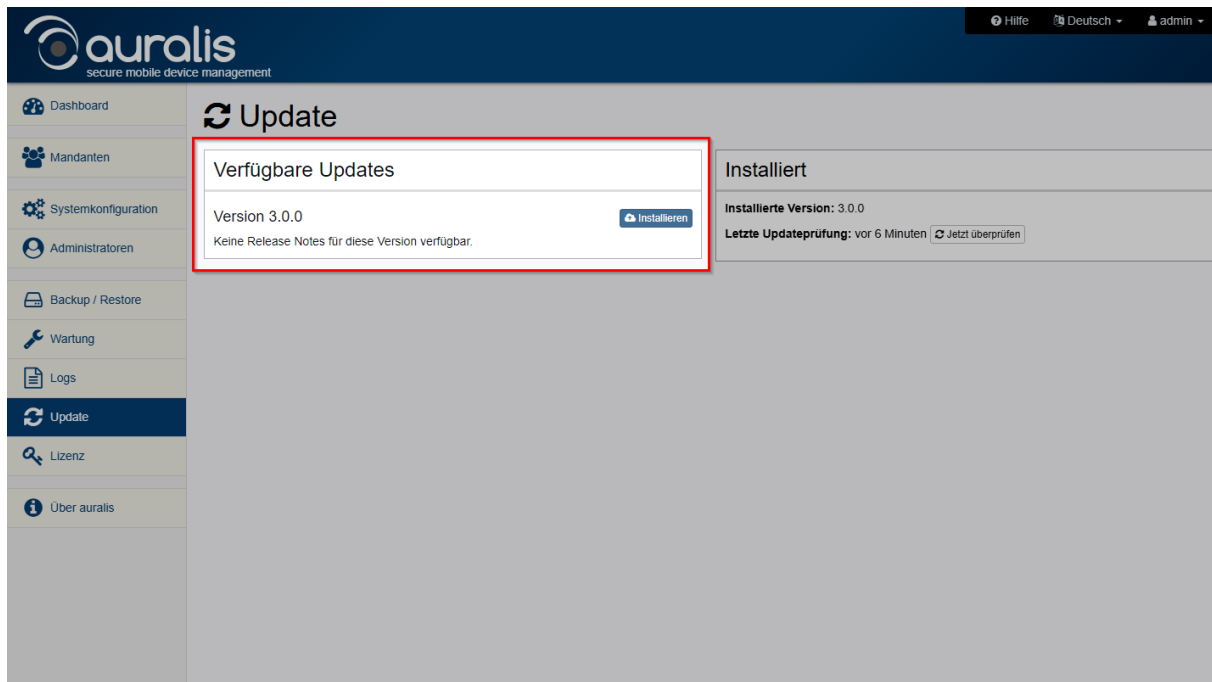 auralis
secure mobile device management
Hilfe
Deutsch
admin
Dashboard
Mandanten
Systemkonfiguration
Administratoren
Backup / Restore
Wartung
Logs
Update
Lizenz
Über auralis
Update
Verfügbare Updates
Version 3.0.0
Installieren
Keine Release Notes für diese Version verfügbar.
Installiert
Installierte Version: 3.0.0
Letzte Updateprüfung: vor 6 Minuten Jetzt überprüfen